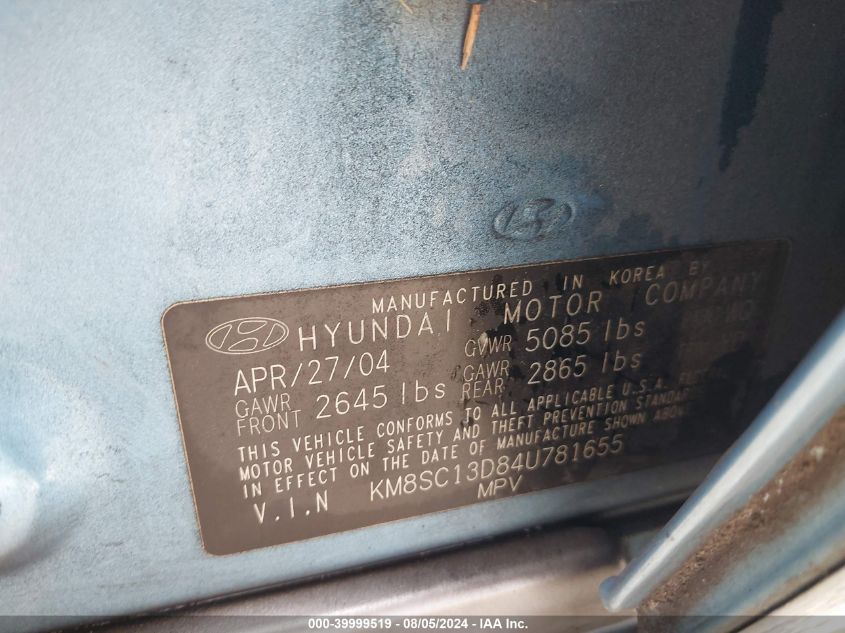 MANUFACTURED IN KOREA BY
HYUNDAI MOTOR COMPANY
APR/27/04 GVWR 5085 lbs
GAWR FRONT 2645 lbs GAWR REAR 2865 lbs
THIS VEHICLE CONFORMS TO ALL APPLICABLE U.S.A.
MOTOR VEHICLE SAFETY AND THEFT PREVENTION
IN EFFECT ON THE DATE OF MANUFACTURE SHOWN ABOVE
V.I.N KM8SC13D84U781655
MPV
000-39999519 - 08/05/2024 - IAA Inc.